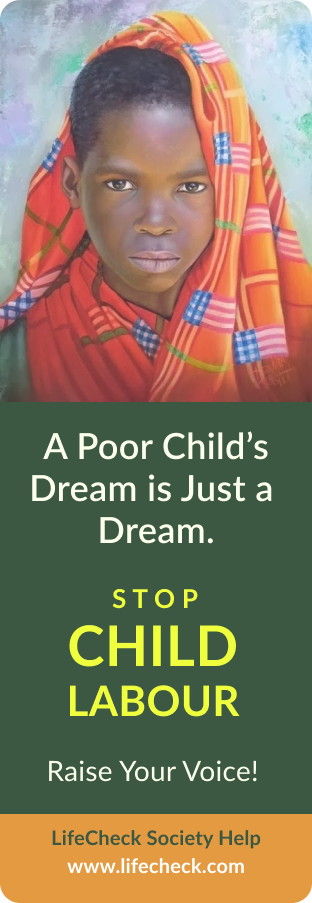 A Poor Child’s
Dream is Just a
Dream.
STOP
CHILD
LABOUR
Raise Your Voice!
LifeCheck Society Help
www.lifecheck.com